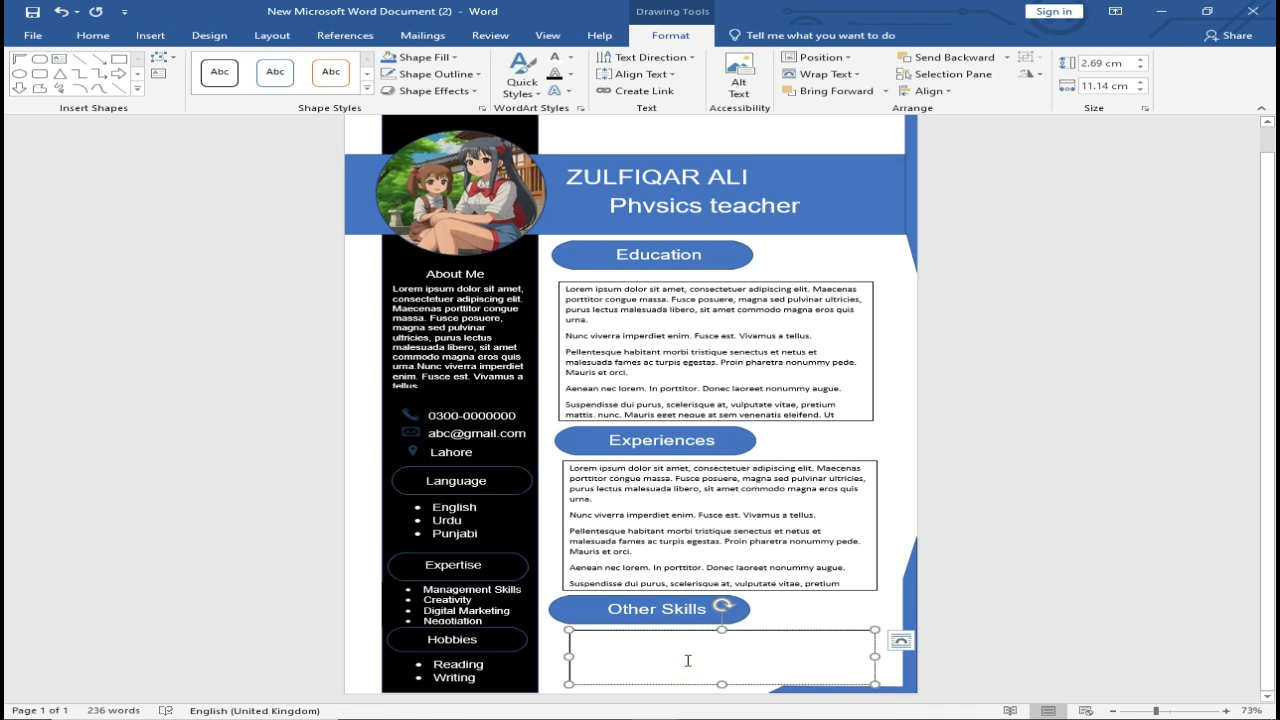 New Microsoft Word Document (2) - Word
Drawing Tools
Sign in
File
Home
Insert
Design
Layout
References
Mailings
Review
View
Help
Format
Tell me what you want to do
Share
Abc
Abc
Abc
Shape Fill
Shape Outline
Shape Effects
Quick
Styles
A
A
A
Text Direction
Align Text
Create Link
Alt
Text
Position
Wrap Text
Bring Forward
Send Backward
Selection Pane
Align
2.69 cm
11.14 cm
Insert Shapes
Shape Styles
WordArt Styles
Text
Accessibility
Arrange
Size
ZULFIQAR ALI
Phvsics teacher
About Me
Lorem ipsum dolor sit amet,
consectetuer adipiscing elit.
Maecenas porttitor congue
massa. Fusce posuere,
magna sed pulvinar
ultricies, purus lectus
malesuada libero, sit amet
commodo magna eros quis
urna.Nunc viverra imperdiet
enim. Fusce est. Vivamus a
tellus.
0300-0000000
abc@gmail.com
Lahore
Language
• English
• Urdu
• Punjabi
Expertise
• Management Skills
• Creativity
• Digital Marketing
• Negotiation
Hobbies
• Reading
• Writing
Education
Lorem ipsum dolor sit amet, consectetuer adipiscing elit. Maecenas
porttitor congue massa. Fusce posuere, magna sed pulvinar ultricies,
purus lectus malesuada libero, sit amet commodo magna eros quis
urna.
Nunc viverra imperdiet enim. Fusce est. Vivamus a tellus.
Pellentesque habitant morbi tristique senectus et netus et
malesuada fames ac turpis egestas. Proin pharetra nonummy pede.
Mauris et orci.
Aenean nec lorem. In porttitor. Donec laoreet nonummy augue.
Suspendisse dui purus, scelerisque at, vulputate vitae, pretium
mattis, nunc. Mauris eget neque at sem venenatis eleifend. Ut
Experiences
Lorem ipsum dolor sit amet, consectetuer adipiscing elit. Maecenas
porttitor congue massa. Fusce posuere, magna sed pulvinar ultricies,
purus lectus malesuada libero, sit amet commodo magna eros quis
urna.
Nunc viverra imperdiet enim. Fusce est. Vivamus a tellus.
Pellentesque habitant morbi tristique senectus et netus et
malesuada fames ac turpis egestas. Proin pharetra nonummy pede.
Mauris et orci.
Aenean nec lorem. In porttitor. Donec laoreet nonummy augue.
Suspendisse dui purus, scelerisque at, vulputate vitae, pretium
Other Skills
Page 1 of 1
236 words
English (United Kingdom)
73%